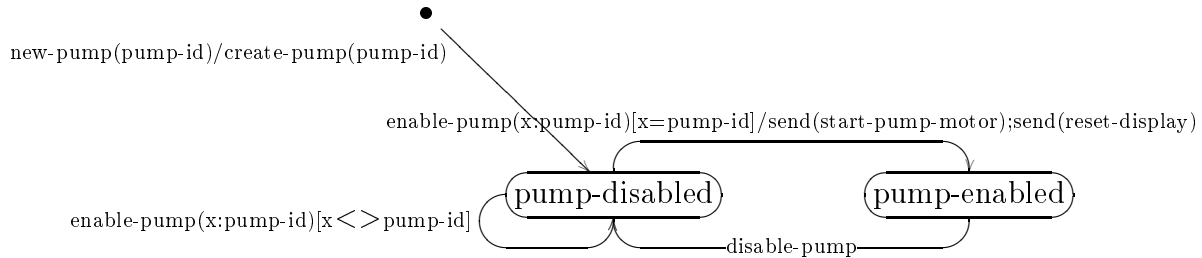 new-pump(pump-id)/create-pump(pump-id)
enable-pump(x:pump-id)[x=pump-id]/send(start-pump-motor);send(reset-display)
pump-disabled
pump-enabled
enable-pump(x:pump-id)[x<>pump-id]
disable-pump